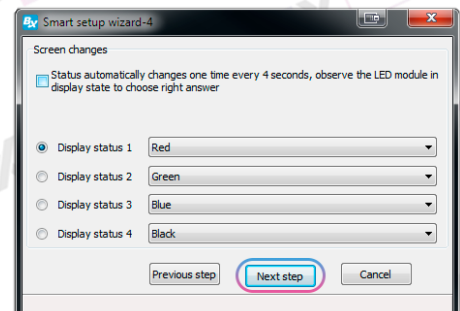 Smart setup wizard-4
Screen changes
Status automatically changes one time every 4 seconds, observe the LED module in
display state to choose right answer
Display status 1 Red
Display status 2 Green
Display status 3 Blue
Display status 4 Black
Previous step Next step Cancel